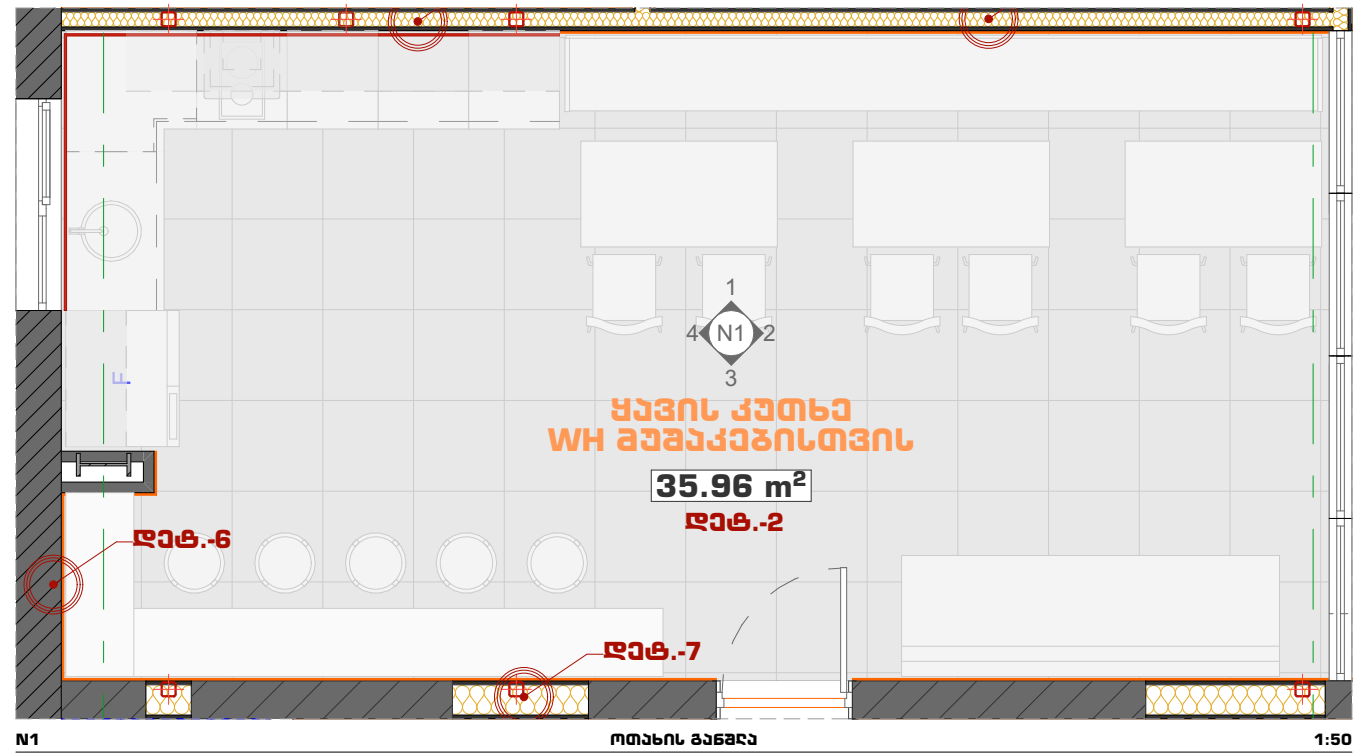 1
4 N1 2
3
F
ყავის კუთხე
WH მუშაკებისთვის
35.96 m²
დეტ.-2
დეტ.-6
დეტ.-7
N1 ოთახის გაშლა 1:50